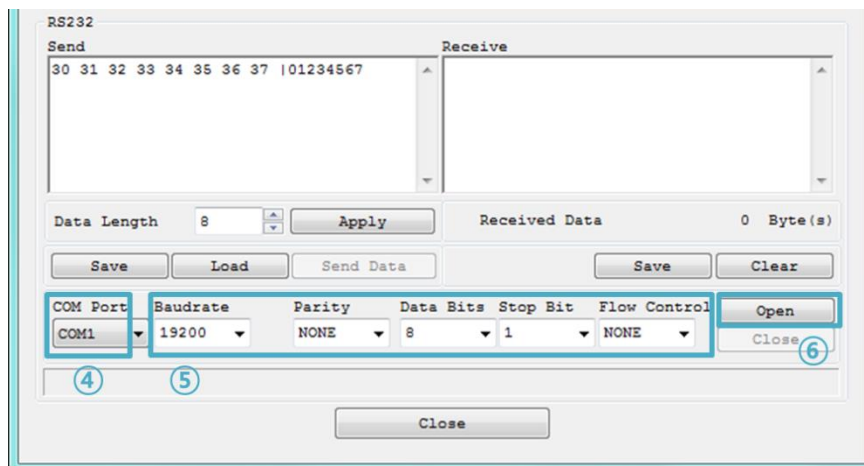 RS232
Send Receive
30 31 32 33 34 35 36 37 |01234567
Data Length 8 Apply Received Data 0 Byte(s)
Save Load Send Data Save Clear
COM Port Baudrate Parity Data Bits Stop Bit Flow Control Open
COM1 19200 NONE 8 1 NONE Close
④ ⑤ ⑥
Close